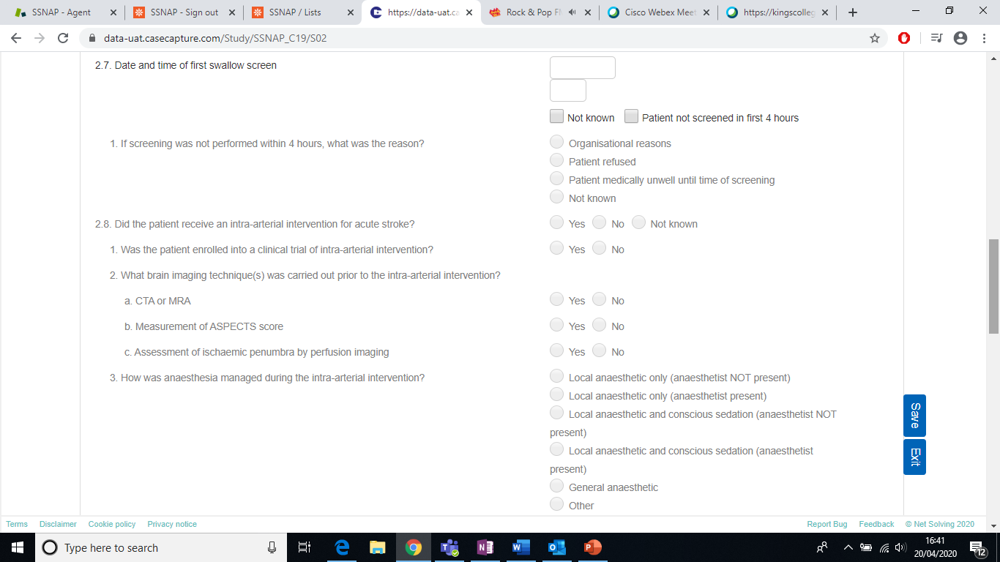 SSNAP - Agent
SSNAP - Sign out
SSNAP / Lists
https://data-uat.ca
Rock & Pop F
Cisco Webex Meet
https://kingscolleg
data-uat.casecapture.com/Study/SSNAP_C19/S02
2.7. Date and time of first swallow screen
Not known Patient not screened in first 4 hours
1. If screening was not performed within 4 hours, what was the reason?
Organisational reasons
Patient refused
Patient medically unwell until time of screening
Not known
2.8. Did the patient receive an intra-arterial intervention for acute stroke?
Yes No Not known
1. Was the patient enrolled into a clinical trial of intra-arterial intervention?
Yes No
2. What brain imaging technique(s) was carried out prior to the intra-arterial intervention?
a. CTA or MRA
Yes No
b. Measurement of ASPECTS score
Yes No
c. Assessment of ischaemic penumbra by perfusion imaging
Yes No
3. How was anaesthesia managed during the intra-arterial intervention?
Local anaesthetic only (anaesthetist NOT present)
Local anaesthetic only (anaesthetist present)
Local anaesthetic and conscious sedation (anaesthetist NOT
present)
Local anaesthetic and conscious sedation (anaesthetist
present)
General anaesthetic
Other
Save
Exit
Terms Disclaimer Cookie policy Privacy notice
Report Bug Feedback © Net Solving 2020
Type here to search
16:41
20/04/2020
12